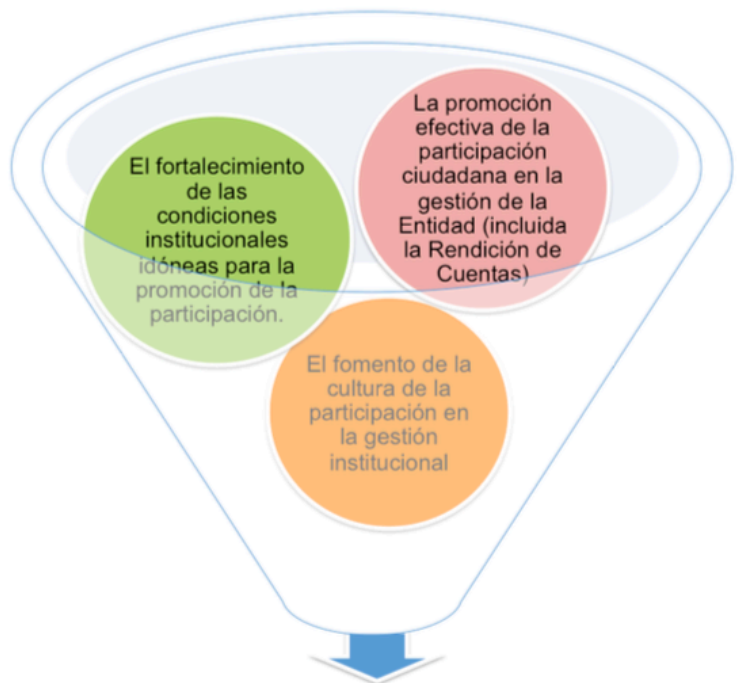 El fortalecimiento
de las
condiciones
institucionales
idóneas para la
promoción de la
participación.
La promoción
efectiva de la
participación
ciudadana en la
gestión de la
Entidad (incluida
la Rendición de
Cuentas)
El fomento de la
cultura de la
participación en
la gestión
institucional